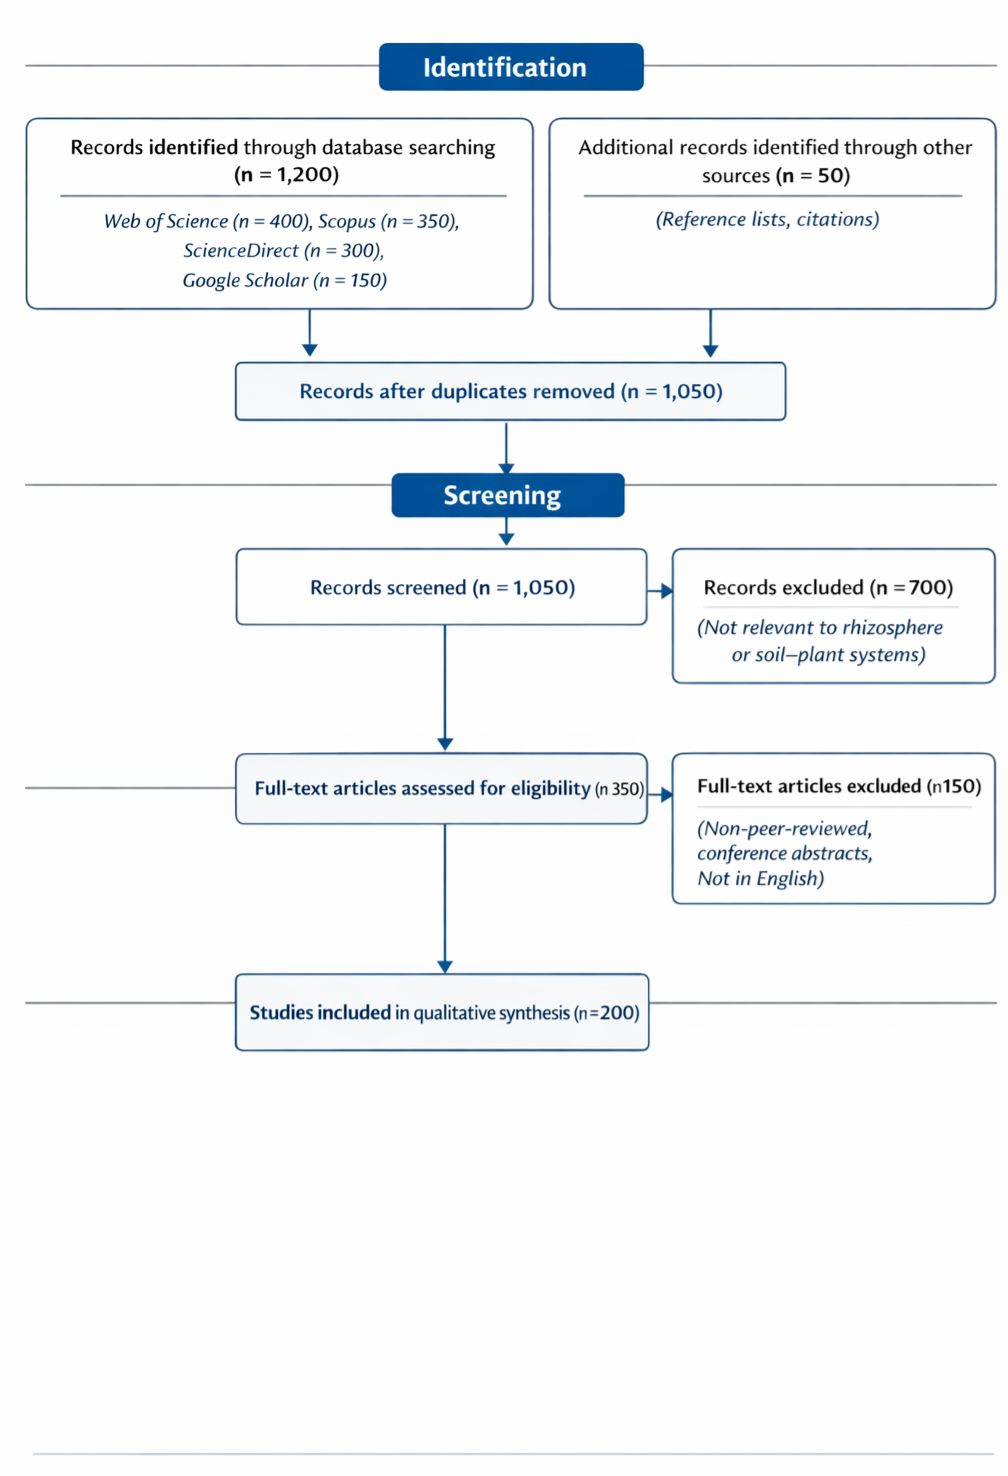 Identification
Records identified through database searching
(n = 1,200)
Web of Science (n = 400), Scopus (n = 350),
ScienceDirect (n = 300),
Google Scholar (n = 150)
Additional records identified through other
sources (n = 50)
(Reference lists, citations)
Records after duplicates removed (n = 1,050)
Screening
Records screened (n = 1,050)
Records excluded (n = 700)
(Not relevant to rhizosphere
or soil–plant systems)
Full-text articles assessed for eligibility (n 350)
Full-text articles excluded (n150)
(Non-peer-reviewed,
conference abstracts,
Not in English)
Studies included in qualitative synthesis (n=200)